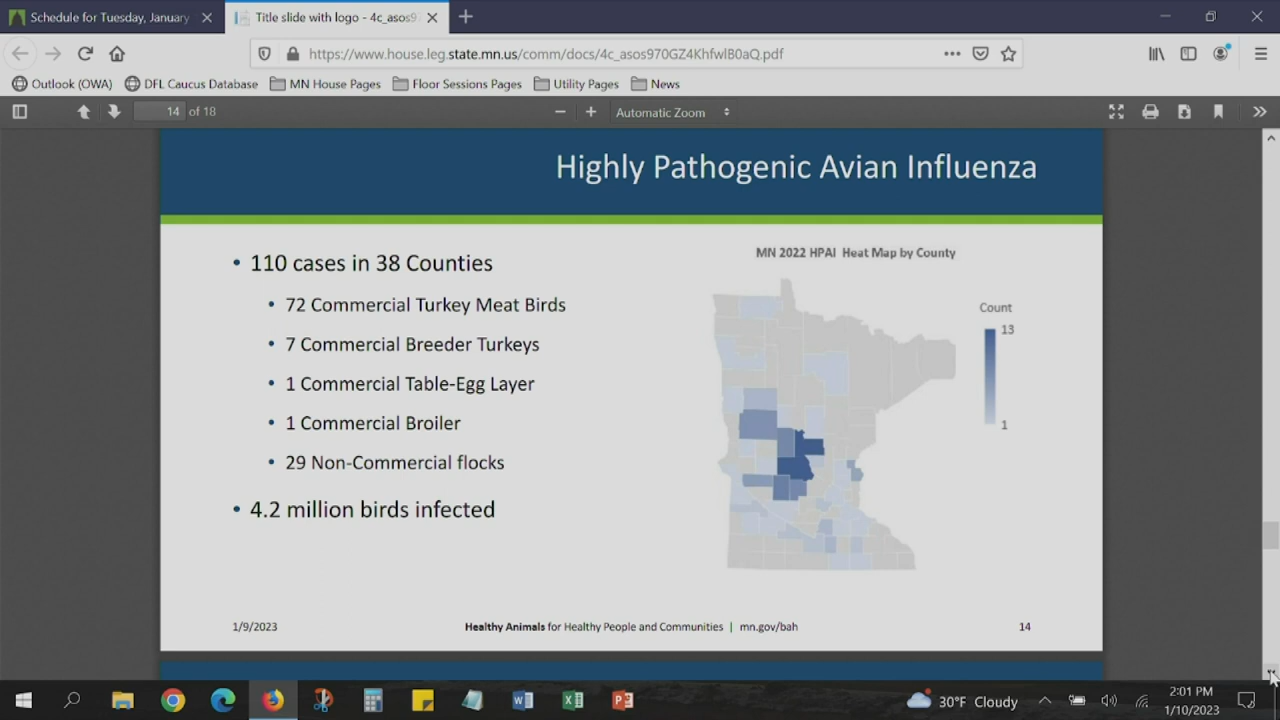 Schedule for Tuesday, January
Title slide with logo - 4c_asos97
https://www.house.leg.state.mn.us/comm/docs/4c_asos970GZ4KhfwlB0aQ.pdf
Outlook (OWA) DFL Caucus Database MN House Pages Floor Sessions Pages Utility Pages News
14 of 18 Automatic Zoom
Highly Pathogenic Avian Influenza
• 110 cases in 38 Counties
• 72 Commercial Turkey Meat Birds
• 7 Commercial Breeder Turkeys
• 1 Commercial Table-Egg Layer
• 1 Commercial Broiler
• 29 Non-Commercial flocks
• 4.2 million birds infected
MN 2022 HPAI Heat Map by County
Count
13
1
1/9/2023 Healthy Animals for Healthy People and Communities | mn.gov/bah 14
30°F Cloudy
2:01 PM
1/10/2023